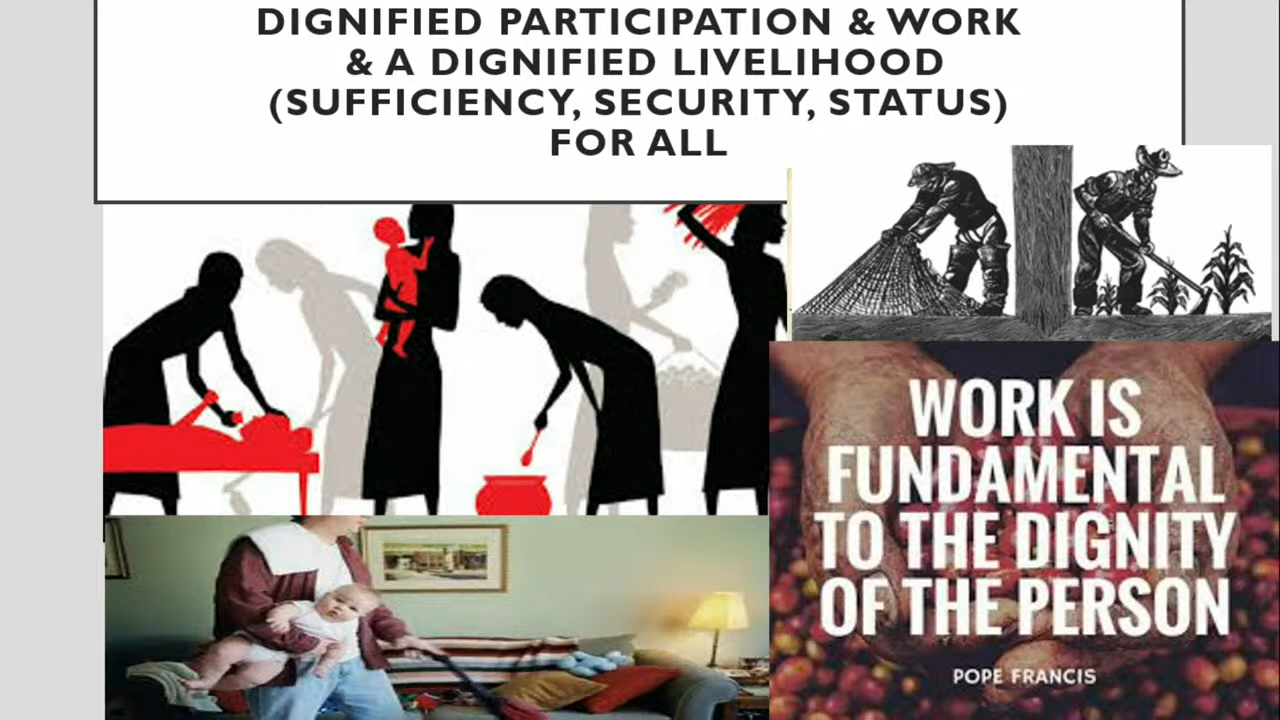 DIGNIFIED PARTICIPATION & WORK
& A DIGNIFIED LIVELIHOOD
(SUFFICIENCY, SECURITY, STATUS)
FOR ALL
WORK IS
FUNDAMENTAL
TO THE DIGNITY
OF THE PERSON
POPE FRANCIS